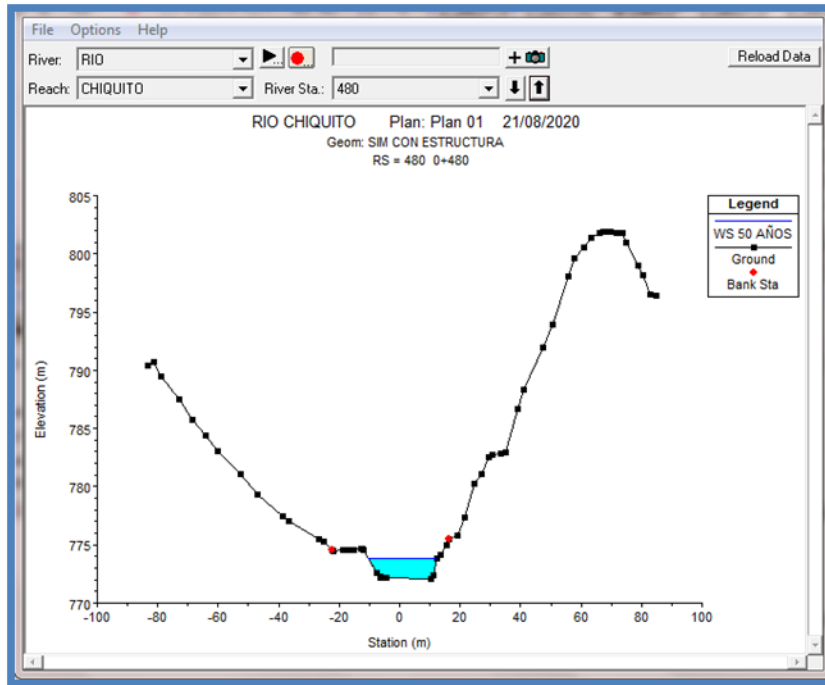 File Options Help
River: RIO Reload Data
Reach: CHIQUITO River Sta.: 480
RIO CHIQUITO Plan: Plan 01 21/08/2020
Geom: SIM CON ESTRUCTURA
RS = 480 0+480
Legend
WS 50 AÑOS
Ground
Bank Sta
Elevation (m)
805
800
795
790
785
780
775
770
-100 -80 -60 -40 -20 0 20 40 60 80 100
Station (m)